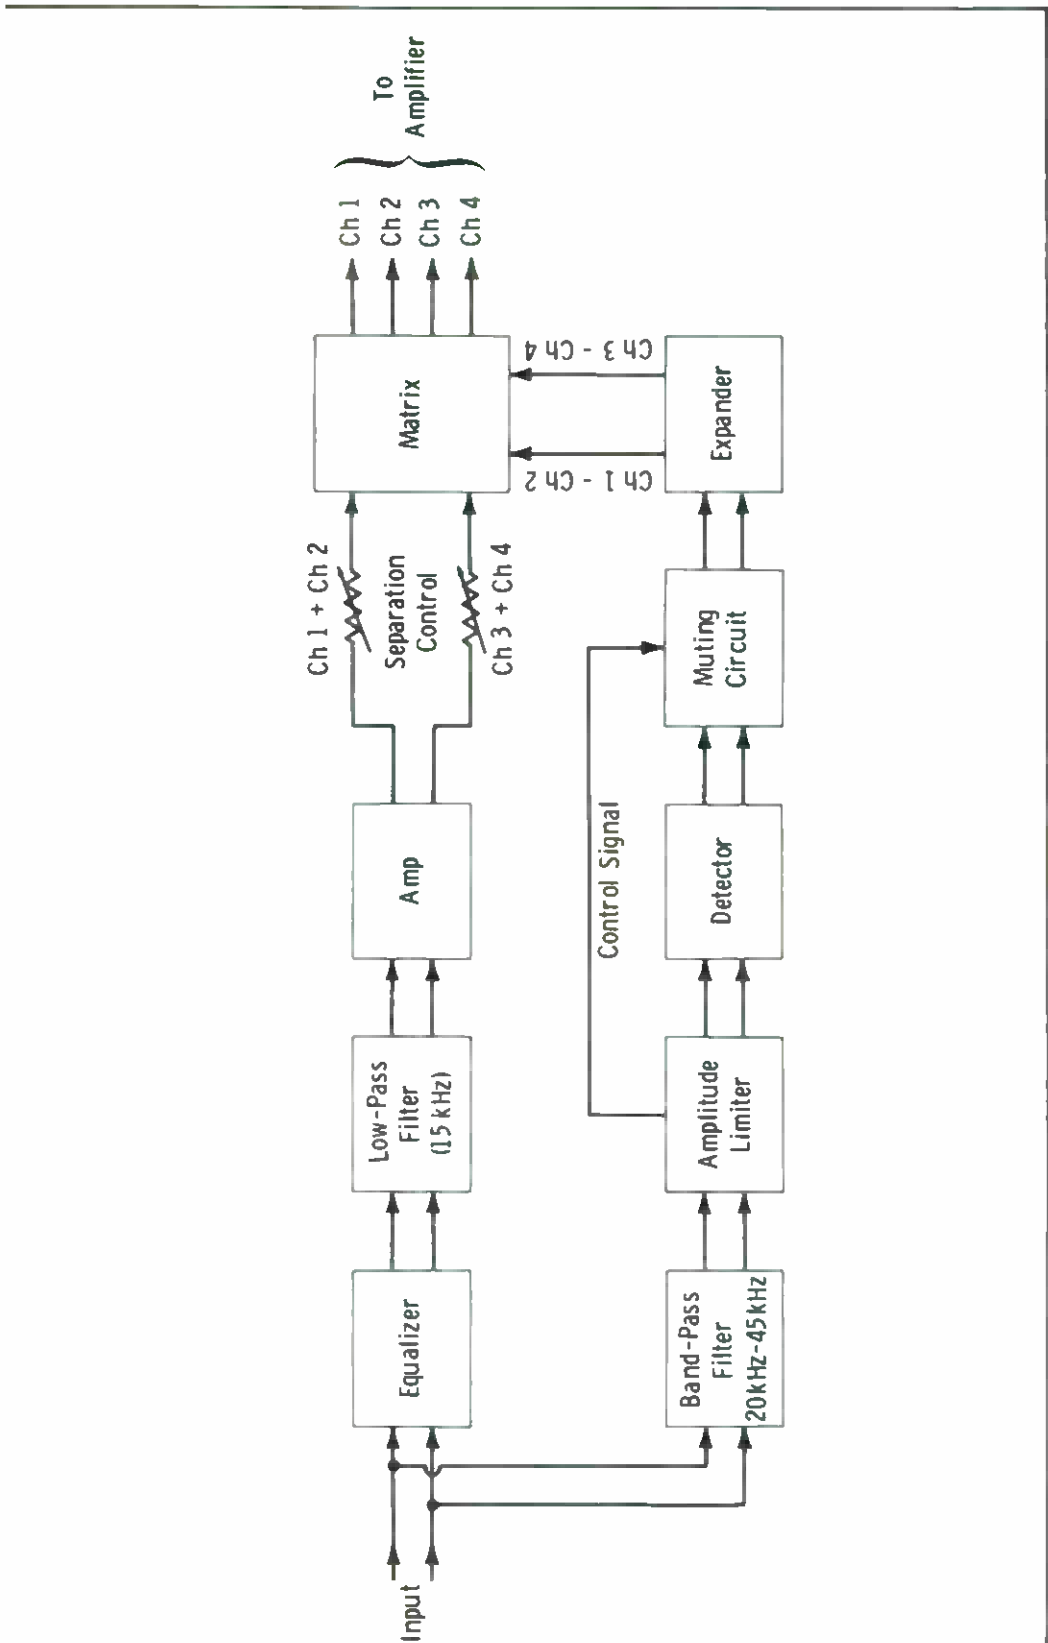 Input
Equalizer
Low-Pass
Filter
(15 kHz)
Amp
Ch 1 + Ch 2
Separation
Control
Ch 3 + Ch 4
Matrix
Ch 1
Ch 2
Ch 3
Ch 4
To
Amplifier
Band-Pass
Filter
20kHz-45kHz
Amplitude
Limiter
Control Signal
Detector
Muting
Circuit
Expander
Ch 1 - Ch 2
Ch 3 - Ch 4